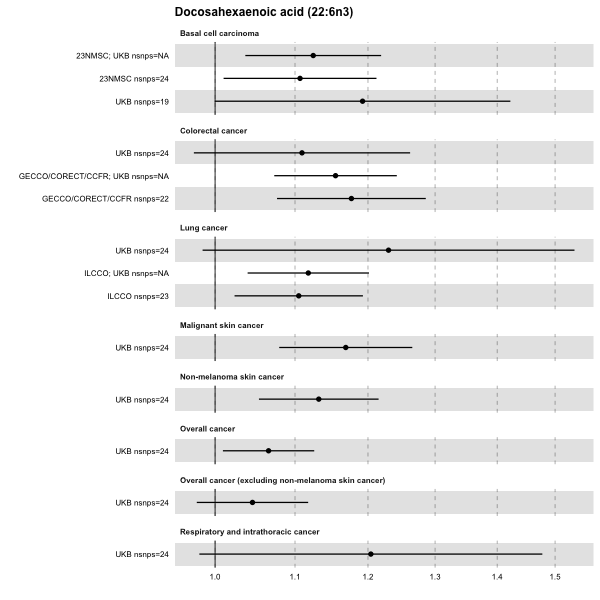 Docosahexaenoic acid (22:6n3)
Basal cell carcinoma
23NMSC; UKB nsnps=NA
23NMSC nsnps=24
UKB nsnps=19
Colorectal cancer
UKB nsnps=24
GECCO/CORECT/CCFR; UKB nsnps=NA
GECCO/CORECT/CCFR nsnps=22
Lung cancer
UKB nsnps=24
ILCCO; UKB nsnps=NA
ILCCO nsnps=23
Malignant skin cancer
UKB nsnps=24
Non-melanoma skin cancer
UKB nsnps=24
Overall cancer
UKB nsnps=24
Overall cancer (excluding non-melanoma skin cancer)
UKB nsnps=24
Respiratory and intrathoracic cancer
UKB nsnps=24
1.0 1.1 1.2 1.3 1.4 1.5